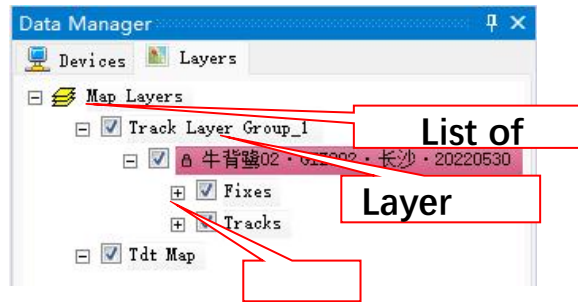 Data Manager
Devices Layers
Map Layers
List of
Track Layer Group_1
牛背鹭02・ ・长沙・20220530
Layer
Fixes
Tracks
Tdt Map